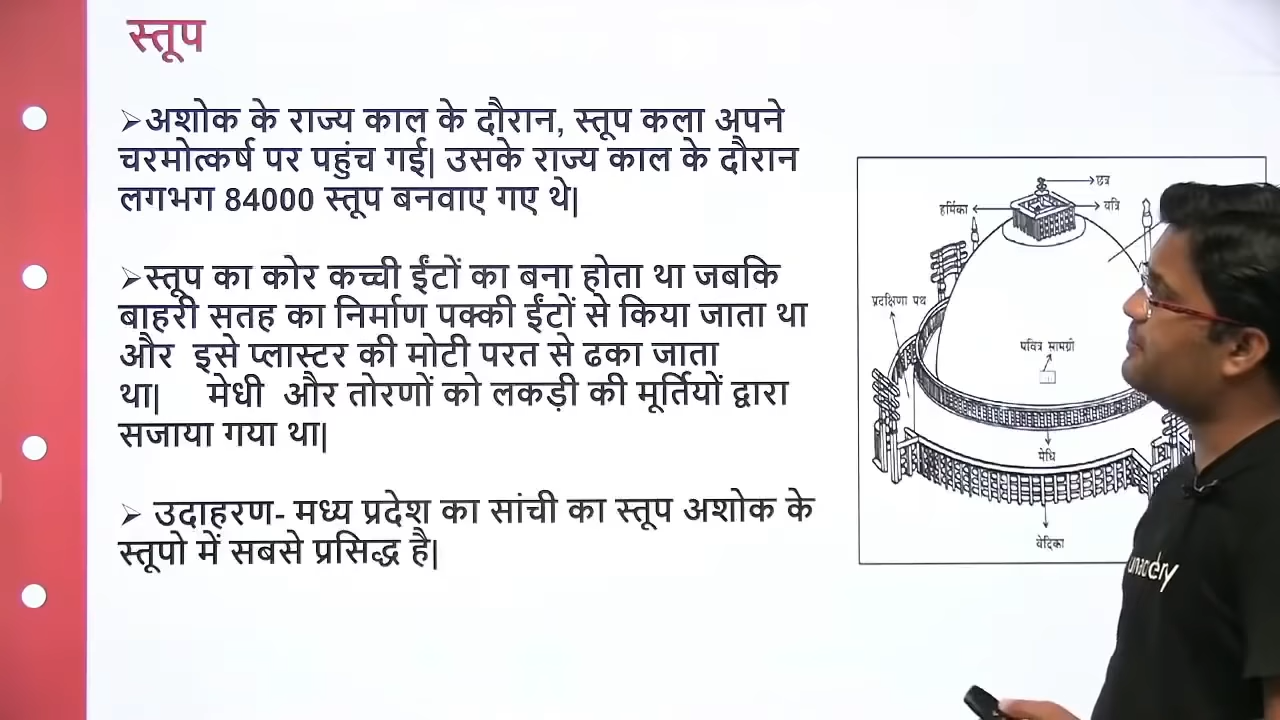 स्तूप
➢अशोक के राज्य काल के दौरान, स्तूप कला अपने
चरमोत्कर्ष पर पहुंच गई| उसके राज्य काल के दौरान
लगभग 84000 स्तूप बनवाए गए थे|
➢स्तूप का कोर कच्ची ईंटों का बना होता था जबकि
बाहरी सतह का निर्माण पक्की ईंटों से किया जाता था
और इसे प्लास्टर की मोटी परत से ढका जाता
था| मेधी और तोरणों को लकड़ी की मूर्तियों द्वारा
सजाया गया था|
➢ उदाहरण- मध्य प्रदेश का सांची का स्तूप अशोक के
स्तूपो में सबसे प्रसिद्ध है|
छत्र
हर्मिका
यत्रि
प्रदक्षिणा पथ
पवित्र सामग्री
मेधि
वेदिका
unacademy